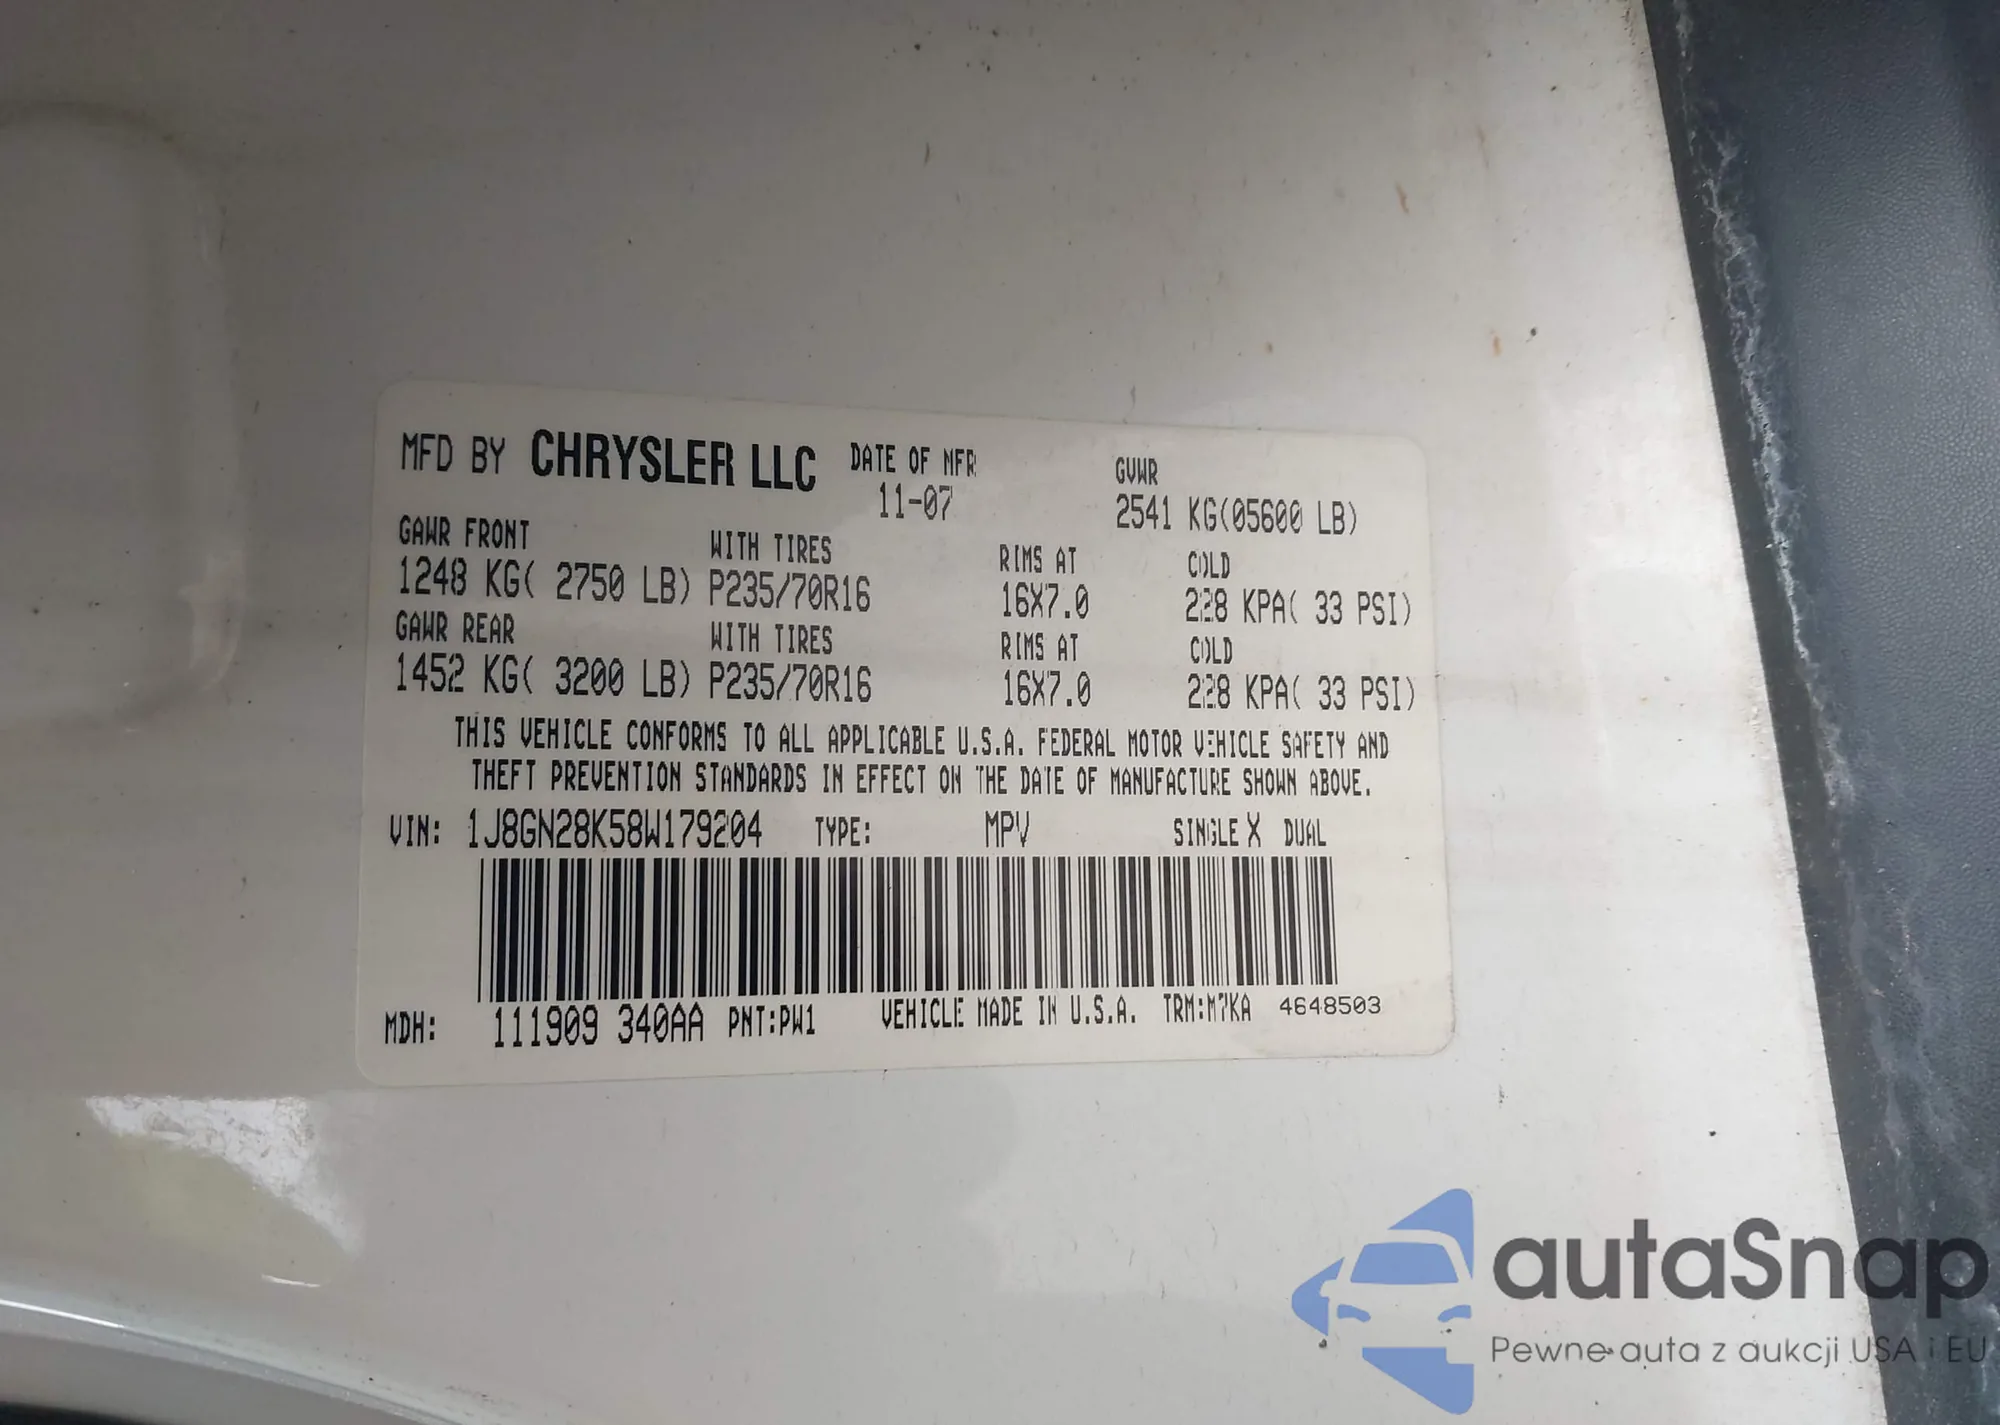 MFD BY CHRYSLER LLC DATE OF MFR GVWR
11-07 2541 KG(05600 LB)
GAWR FRONT WITH TIRES RIMS AT COLD
1248 KG( 2750 LB) P235/70R16 16X7.0 228 KPA( 33 PSI)
GAWR REAR WITH TIRES RIMS AT COLD
1452 KG( 3200 LB) P235/70R16 16X7.0 228 KPA( 33 PSI)
THIS VEHICLE CONFORMS TO ALL APPLICABLE U.S.A. FEDERAL MOTOR VEHICLE SAFETY AND
THEFT PREVENTION STANDARDS IN EFFECT ON THE DATE OF MANUFACTURE SHOWN ABOVE.
VIN: 1J8GN28K58W179204 TYPE: MPV SINGLE X DUAL
MDH: 111909 340AA PNT:PW1 VEHICLE MADE IN U.S.A. 4648503
autaSnap
Pewne auta z aukcji USA i EU